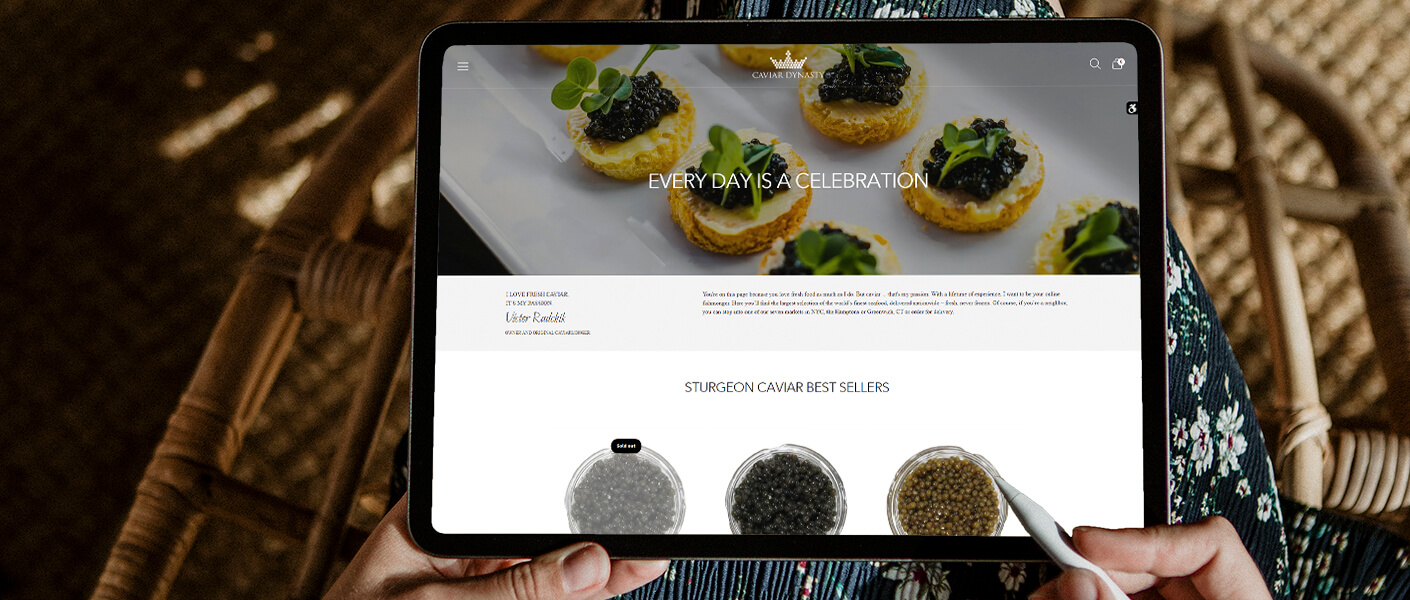 CAVIAR DYNASTY
EVERY DAY IS A CELEBRATION
I LOVE FRESH CAVIAR.
IT'S MY PASSION.
Victor Radchik
OWNER AND ORIGINAL CAVIARMONGER
You're on this page because you love fresh food as much as I do. But caviar ... that's my passion. With a lifetime of experience, I want to be your online
fishmonger. Here you'll find the largest selection of the world's finest seafood, delivered nationwide – fresh, never frozen. Of course, if you're a neighbor,
you can stop into one of our seven markets in NYC, the Hamptons or Greenwich, CT to order for delivery.
STURGEON CAVIAR BEST SELLERS
Sold out